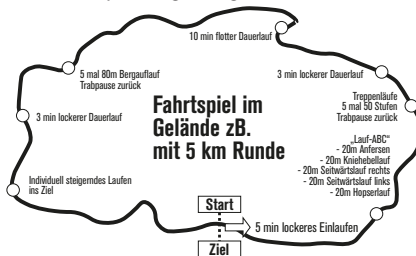 10 min flotter Dauerlauf
5 mal 80m Bergauflauf
Trabpause zurück
3 min lockerer Dauerlauf
Treppenläufe
5 mal 50 Stufen
Trabpause zurück
3 min lockerer Dauerlauf
Fahrtspiel im
Gelände zB.
mit 5 km Runde
„Lauf-ABC“
- 20m Anfersen
- 20m Kniehebellauf
- 20m Seitwärtslauf rechts
- 20m Seitwärtslauf links
- 20m Hopserlauf
Individuell steigerndes Laufen
ins Ziel
Start
5 min lockeres Einlaufen
Ziel